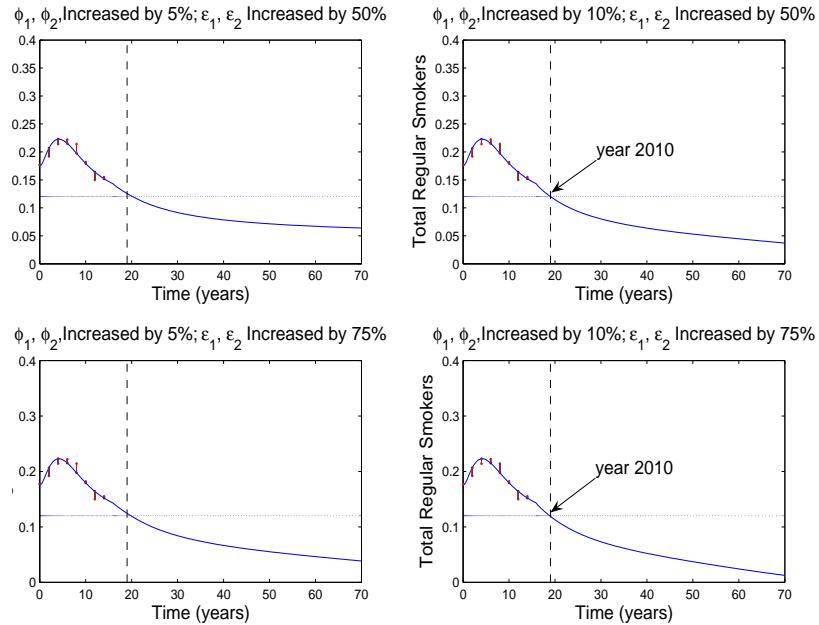 ϕ1, ϕ2,Increased by 5%; ε1, ε2 Increased by 50%
0.4
0.35
0.3
0.25
0.2
0.15
0.1
0.05
0
0 10 20 30 40 50 60 70
Time (years)
ϕ1, ϕ2,Increased by 10%; ε1, ε2 Increased by 50%
Total Regular Smokers
0.4
0.35
0.3
0.25
0.2
0.15
0.1
0.05
0
year 2010
0 10 20 30 40 50 60 70
Time (years)
ϕ1, ϕ2,Increased by 5%; ε1, ε2 Increased by 75%
0.4
0.3
0.2
0.1
0
0 10 20 30 40 50 60 70
Time (years)
ϕ1, ϕ2,Increased by 10%; ε1, ε2 Increased by 75%
Total Regular Smokers
0.4
0.3
0.2
0.1
0
year 2010
0 10 20 30 40 50 60 70
Time (years)